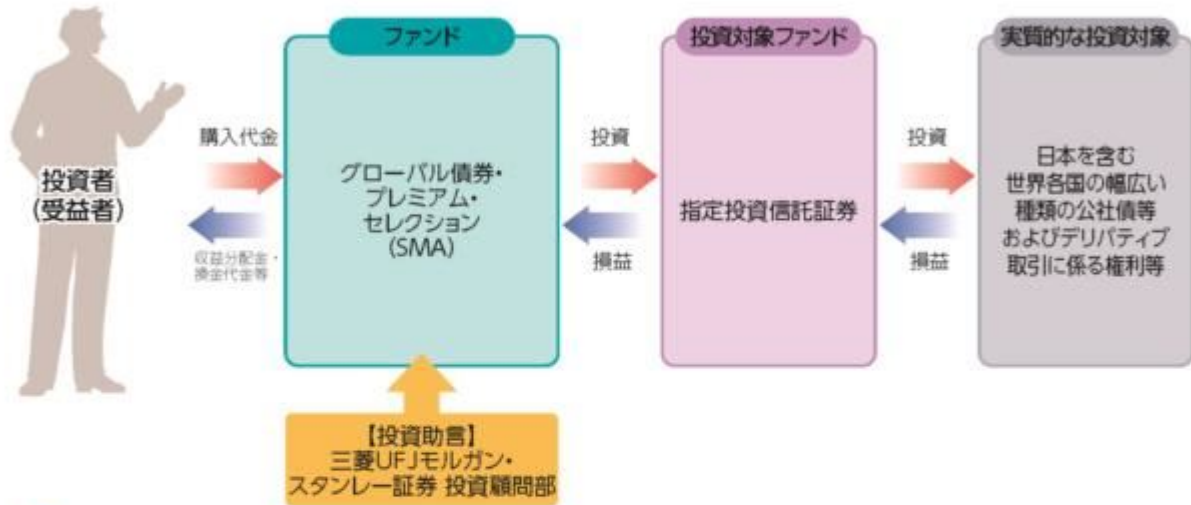 投資者
(受益者)
購入代金
収益分配金・
換金代金等
ファンド
グローバル債券・
プレミアム・
セレクション
(SMA)
投資
損益
投資対象ファンド
指定投資信託証券
投資
損益
実質的な投資対象
日本を含む
世界各国の幅広い
種類の公社債等
およびデリバティブ
取引に係る権利等
【投資助言】
三菱UFJモルガン・
スタンレー証券 投資顧問部